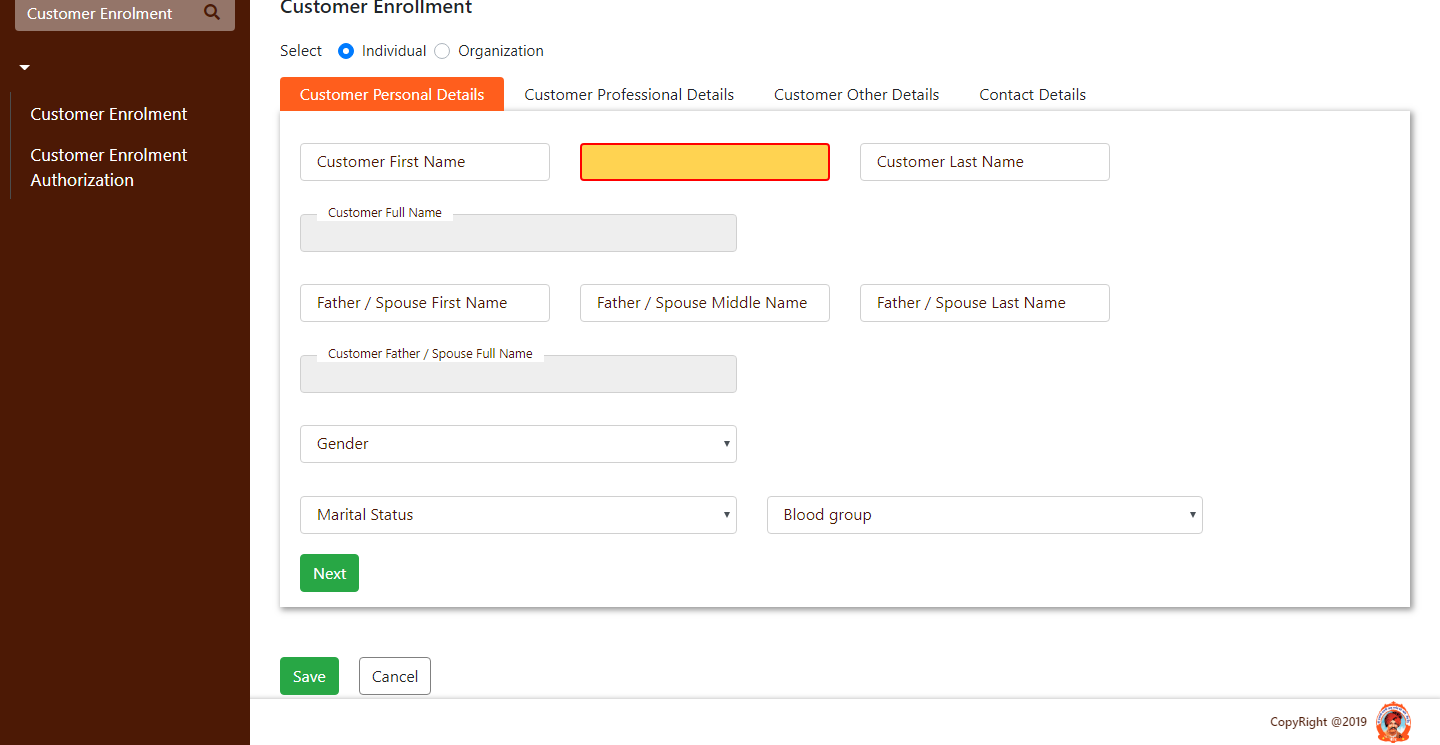 Customer Enrolment
Customer Enrolment
Customer Enrolment
Authorization
Customer Enrollment
Select Individual Organization
Customer Personal Details Customer Professional Details Customer Other Details Contact Details
Customer First Name Customer Last Name
Customer Full Name
Father / Spouse First Name Father / Spouse Middle Name Father / Spouse Last Name
Customer Father / Spouse Full Name
Gender
Marital Status Blood group
Next
Save Cancel
CopyRight @2019